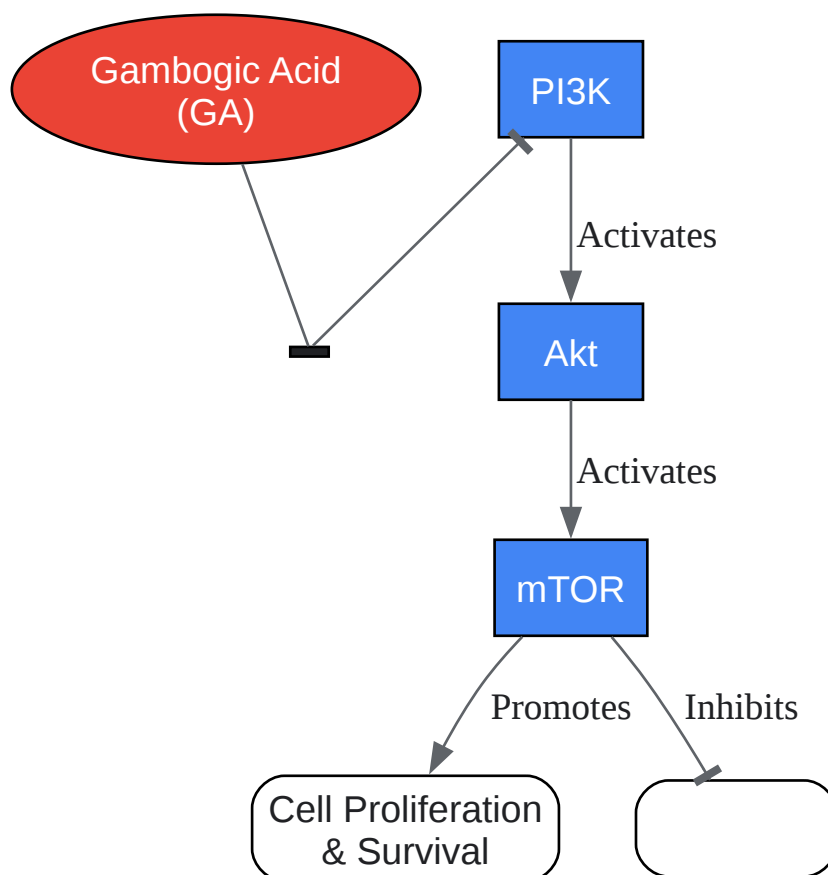 Gambogic Acid
(GA)
PI3K
Activates
Akt
Activates
mTOR
Promotes
Inhibits
Cell Proliferation
& Survival